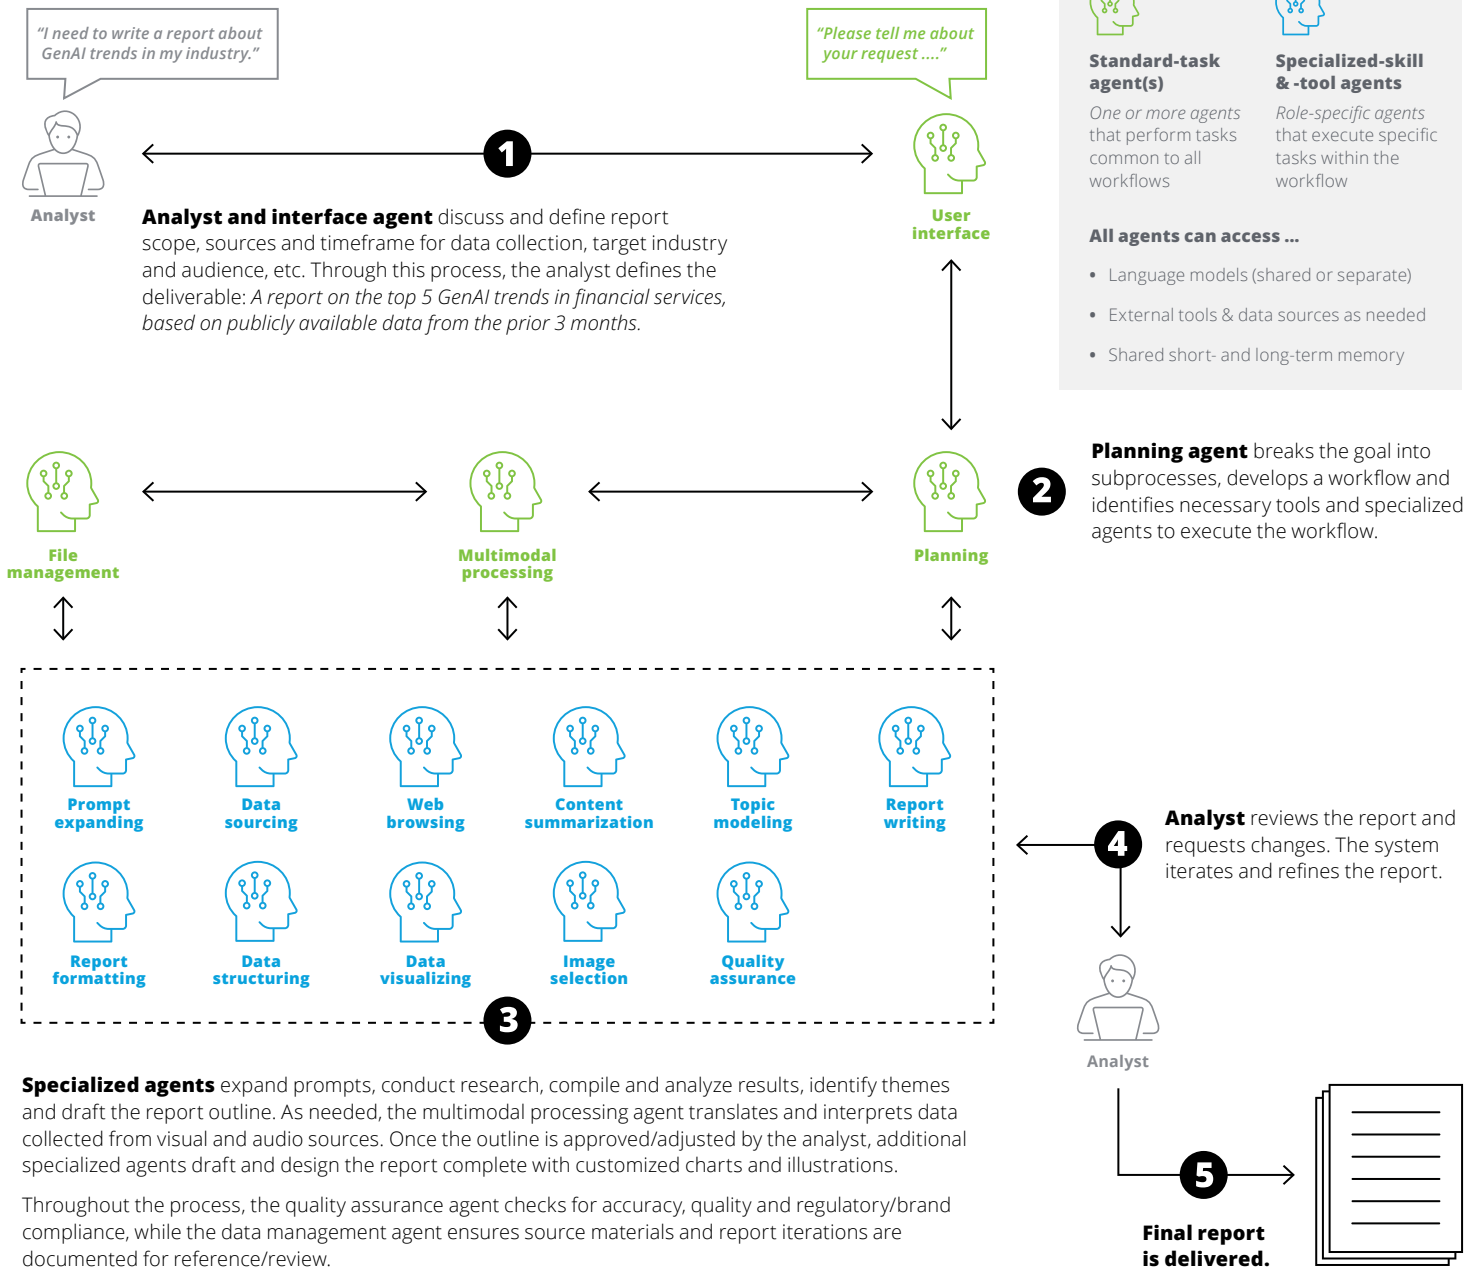 “I need to write a report about
GenAI trends in my industry.”
“Please tell me about
your request ....”
Analyst
1
User
interface
Analyst and interface agent discuss and define report
scope, sources and timeframe for data collection, target industry
and audience, etc. Through this process, the analyst defines the
deliverable: A report on the top 5 GenAI trends in financial services,
based on publicly available data from the prior 3 months.
Standard-task
agent(s)
One or more agents
that perform tasks
common to all
workflows
Specialized-skill
& -tool agents
Role-specific agents
that execute specific
tasks within the
workflow
All agents can access ...
• Language models (shared or separate)
• External tools & data sources as needed
• Shared short- and long-term memory
File
management
Multimodal
processing
Planning
2
Planning agent breaks the goal into
subprocesses, develops a workflow and
identifies necessary tools and specialized
agents to execute the workflow.
Prompt
expanding
Data
sourcing
Web
browsing
Content
summarization
Topic
modeling
Report
writing
Report
formatting
Data
structuring
Data
visualizing
Image
selection
Quality
assurance
3
Specialized agents expand prompts, conduct research, compile and analyze results, identify themes
and draft the report outline. As needed, the multimodal processing agent translates and interprets data
collected from visual and audio sources. Once the outline is approved/adjusted by the analyst, additional
specialized agents draft and design the report complete with customized charts and illustrations.
Throughout the process, the quality assurance agent checks for accuracy, quality and regulatory/brand
compliance, while the data management agent ensures source materials and report iterations are
documented for reference/review.
4
Analyst reviews the report and
requests changes. The system
iterates and refines the report.
Analyst
5
Final report
is delivered.